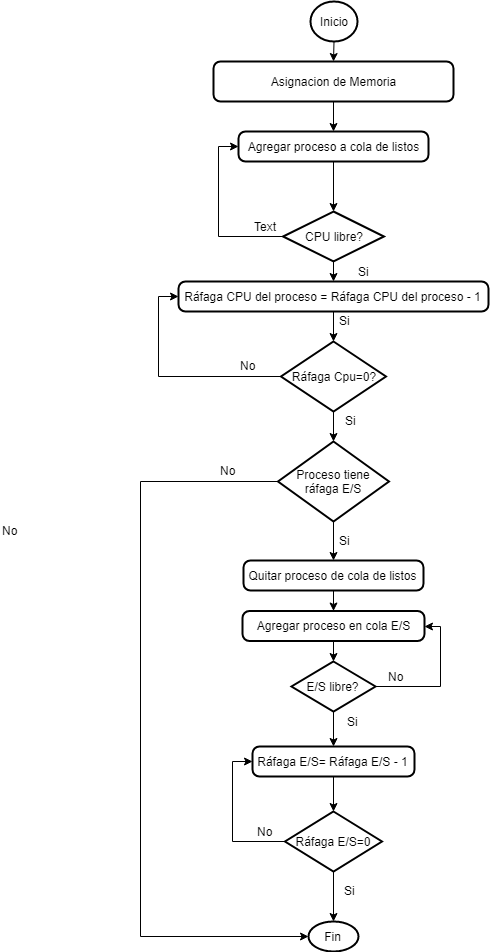 Inicio
Asignacion de Memoria
Agregar proceso a cola de listos
Text
CPU libre?
Si
Ráfaga CPU del proceso = Ráfaga CPU del proceso - 1
Si
No
Ráfaga Cpu=0?
Si
No
Proceso tiene
ráfaga E/S
No
Si
Quitar proceso de cola de listos
Agregar proceso en cola E/S
E/S libre?
No
Si
Ráfaga E/S= Ráfaga E/S - 1
No
Ráfaga E/S=0
Si
Fin